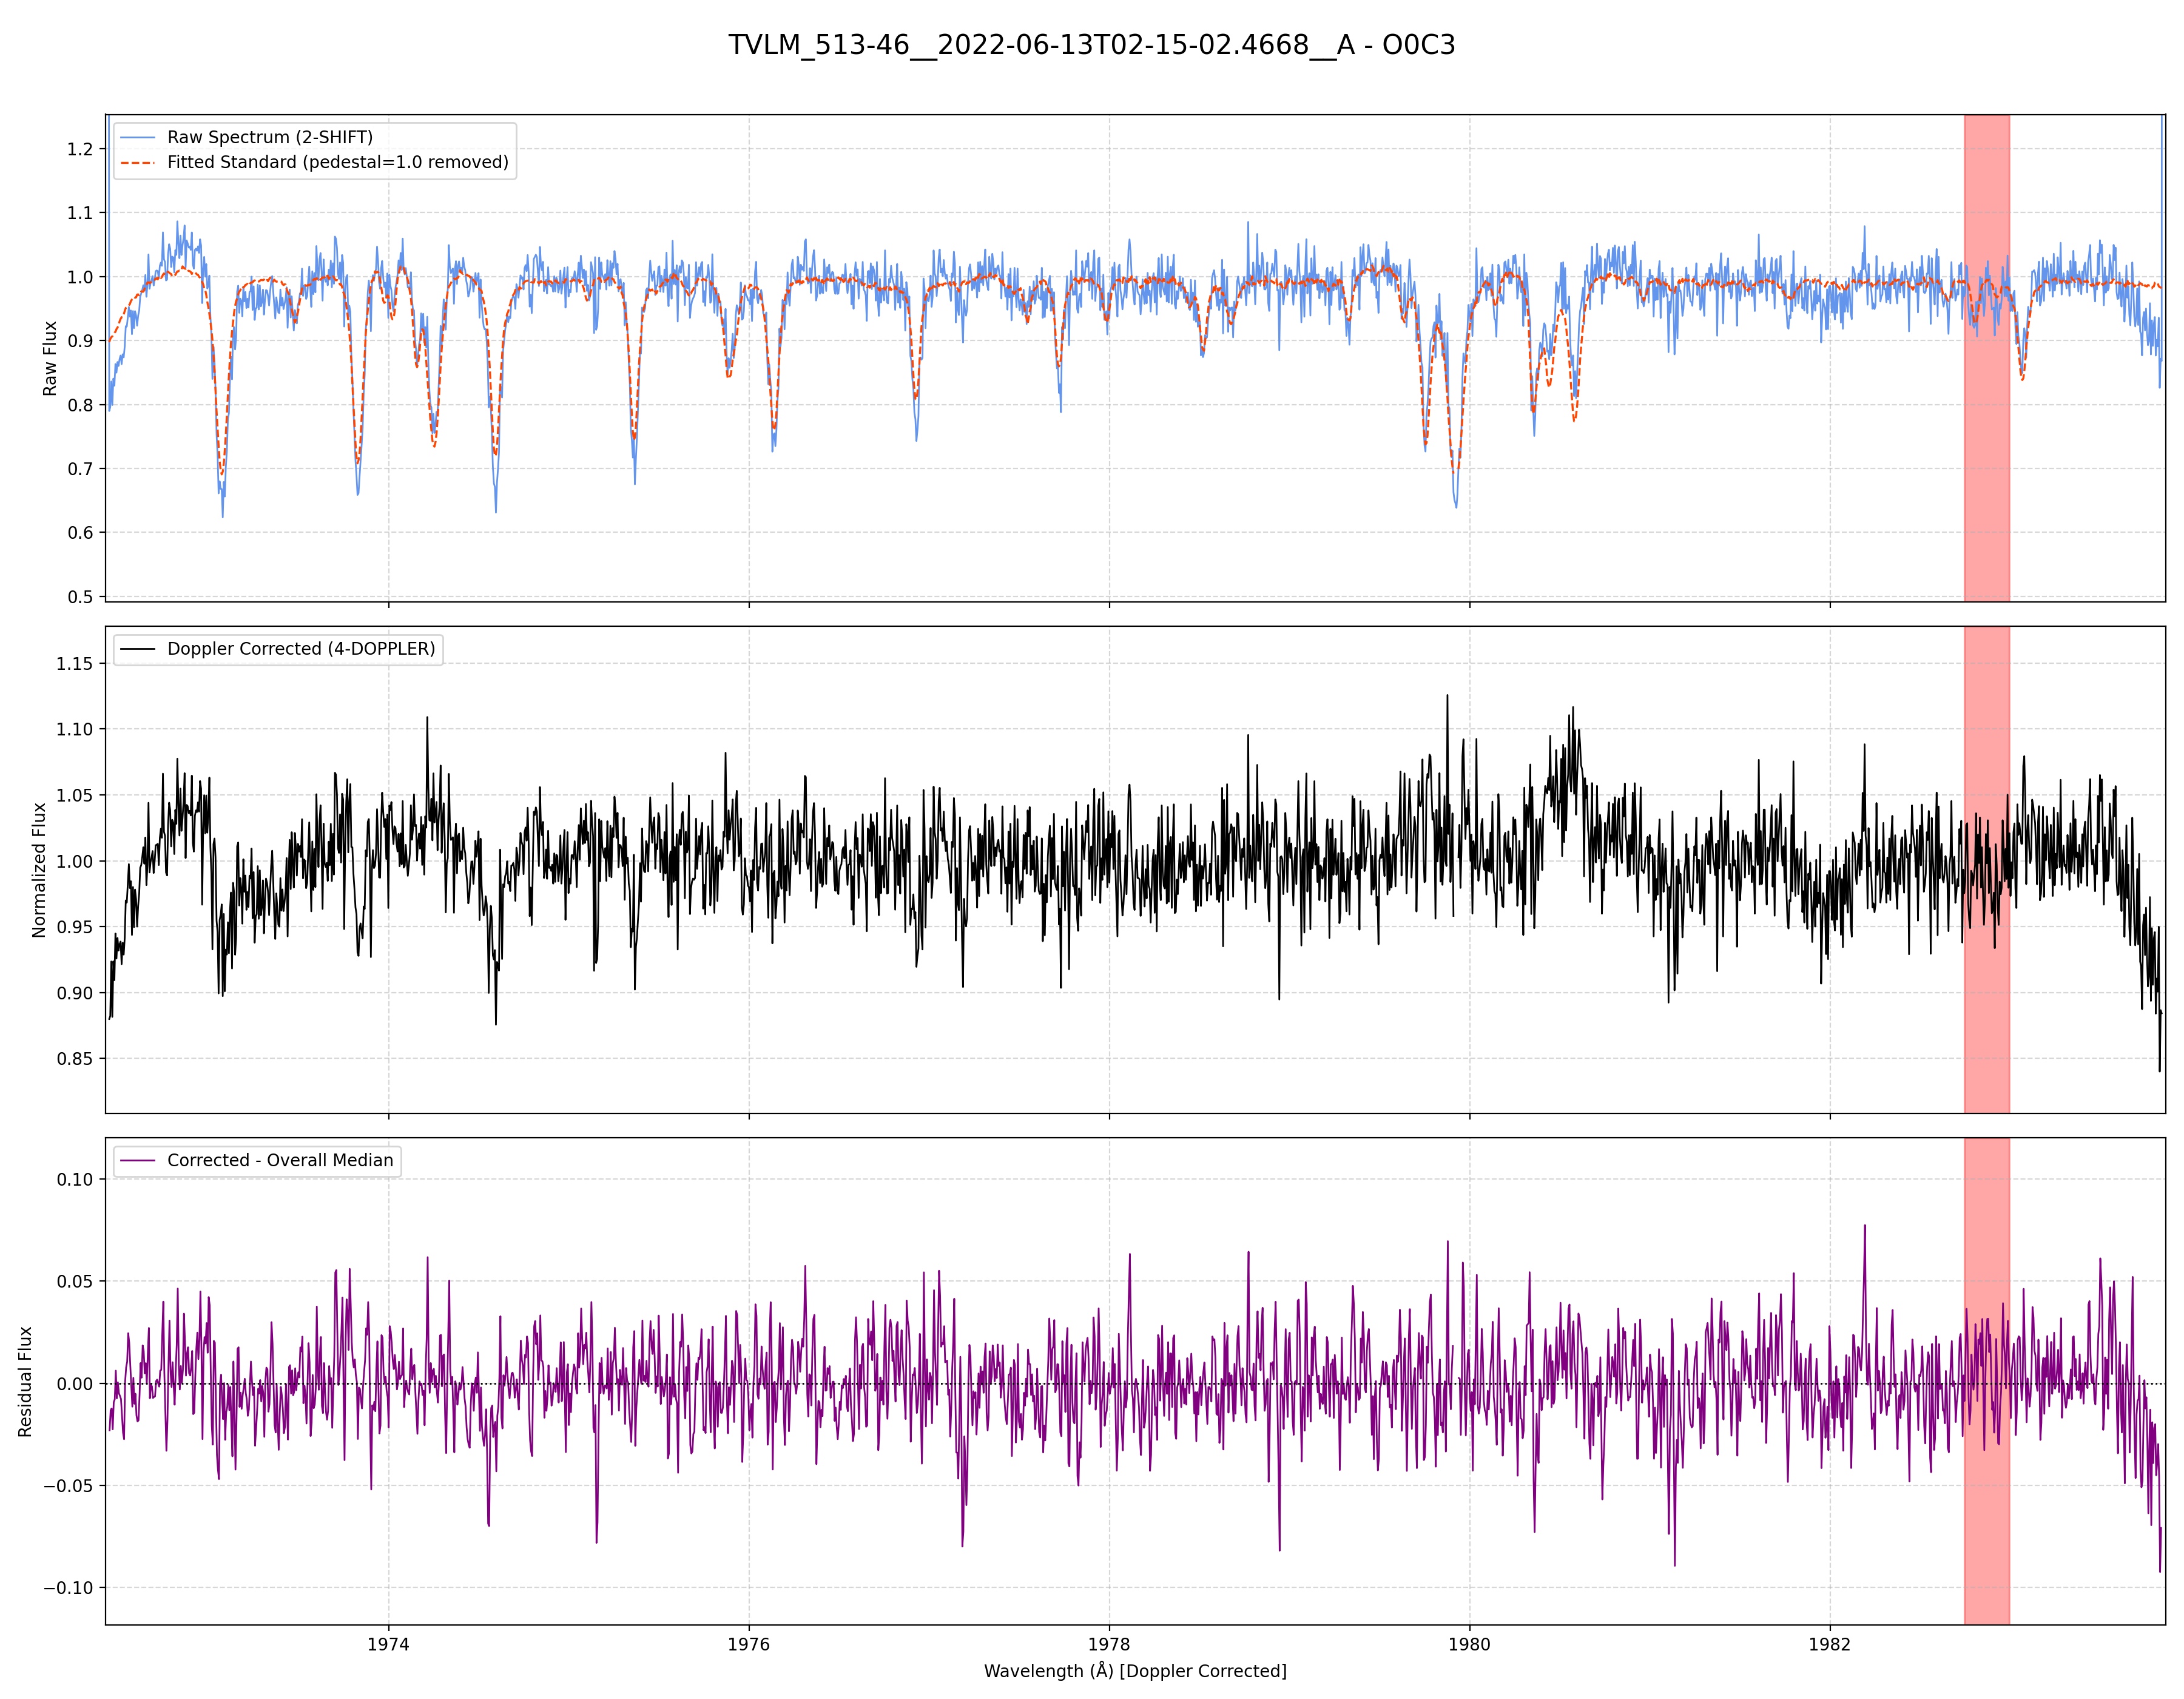 TVLM_513-46__2022-06-13T02-15-02.4668__A - O0C3
Raw Spectrum (2-SHIFT)
Fitted Standard (pedestal=1.0 removed)
Raw Flux
1.2
1.1
1.0
0.9
0.8
0.7
0.6
0.5
Doppler Corrected (4-DOPPLER)
Normalized Flux
1.15
1.10
1.05
1.00
0.95
0.90
0.85
Corrected - Overall Median
Residual Flux
0.10
0.05
0.00
−0.05
−0.10
1974
1976
1978
1980
1982
Wavelength (Å) [Doppler Corrected]